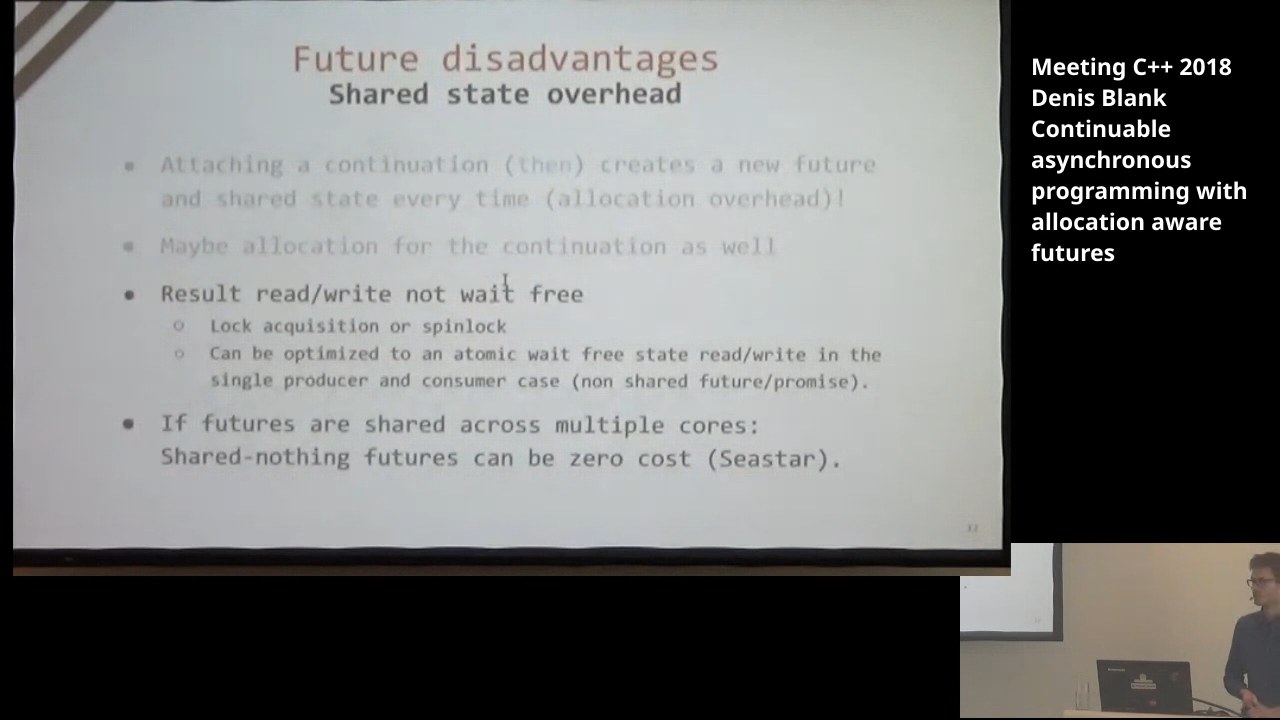 Future disadvantages
Shared state overhead
Attaching a continuation (then) creates a new future
and shared state every time (allocation overhead)!
Maybe allocation for the continuation as well
Result read/write not wait free
Lock acquisition or spinlock
Can be optimized to an atomic wait free state read/write in the
single producer and consumer case (non shared future/promise).
If futures are shared across multiple cores:
Shared-nothing futures can be zero cost (Seastar).
Meeting C++ 2018
Denis Blank
Continuable
asynchronous
programming with
allocation aware
futures